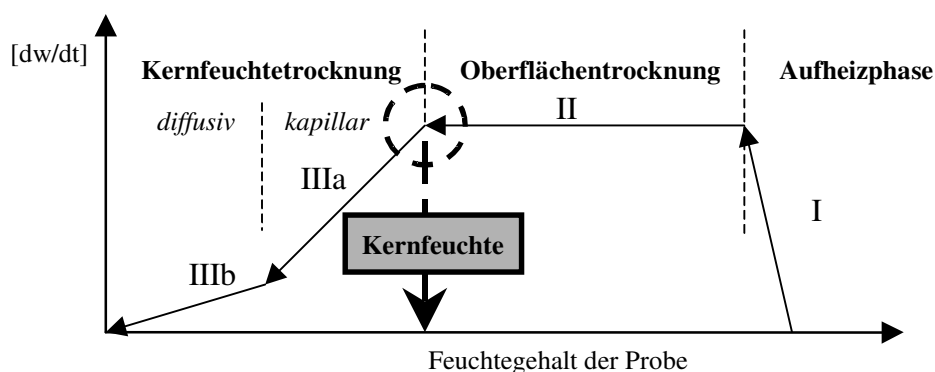 [dw/dt]
Kernfeuchtetrocknung
Oberflächentrocknung
Aufheizphase
diffusiv
kapillar
II
IIIa
I
Kernfeuchte
IIIb
Feuchtegehalt der Probe